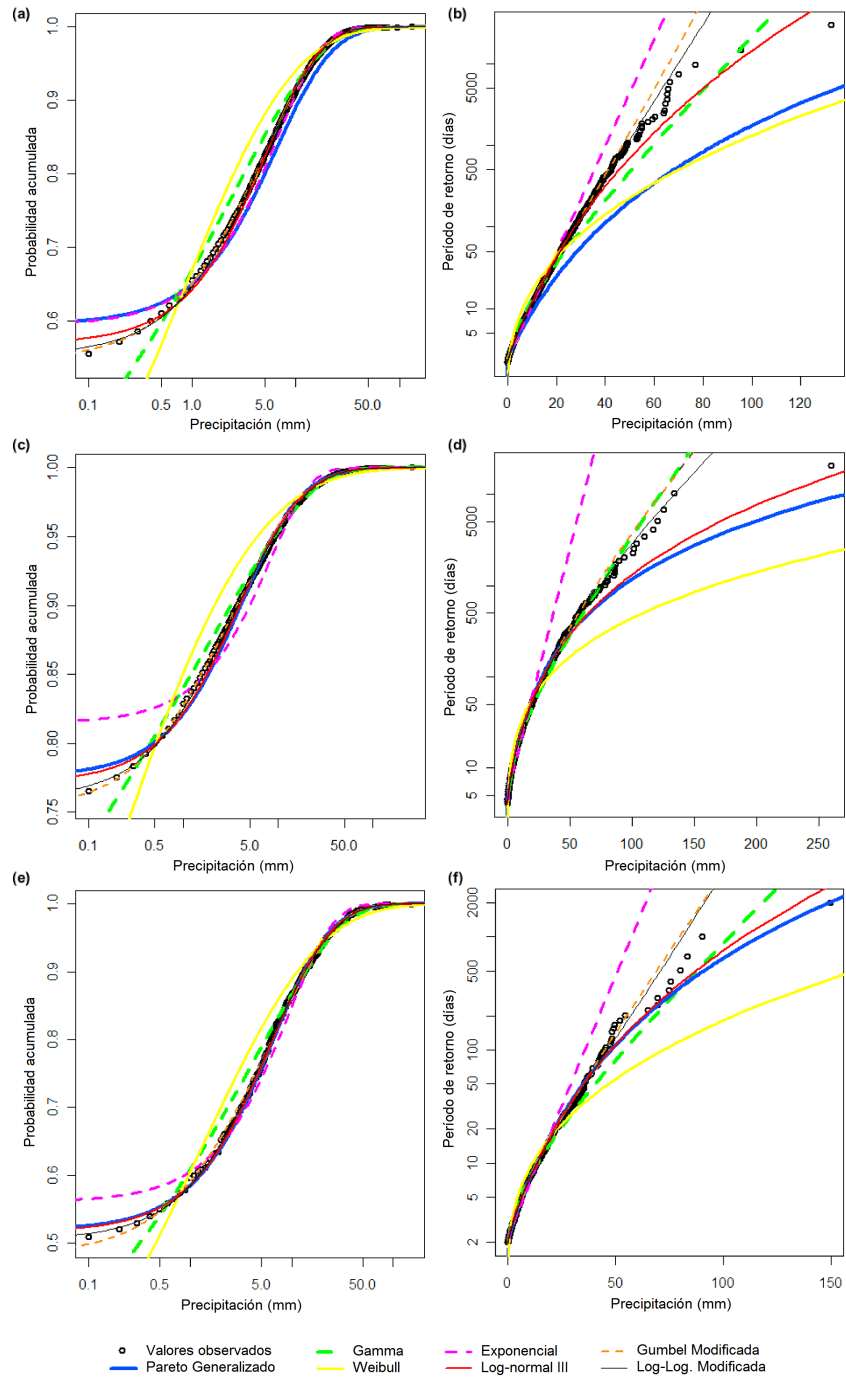 (a)
Probabilidad acumulada
1.0
0.9
0.8
0.7
0.6
0.1 0.5 1.0 5.0 50.0
Precipitación (mm)
(b)
Período de retorno (días)
5000
500
50
10
5
0 20 40 60 80 100 120
Precipitación (mm)
(c)
Probabilidad acumulada
1.00
0.95
0.90
0.85
0.80
0.75
0.1 0.5 5.0 50.0
Precipitación (mm)
(d)
Período de retorno (días)
5000
500
50
10
5
0 50 100 150 200 250
Precipitación (mm)
(e)
Probabilidad acumulada
1.0
0.9
0.8
0.7
0.6
0.5
0.1 0.5 5.0 50.0
Precipitación (mm)
(f)
Período de retorno (días)
2000
500
100
50
20
10
5
2
0 50 100 150
Precipitación (mm)
Valores observados Gamma Exponencial Gumbel Modificada
Pareto Generalizado Weibull Log-normal III Log-Log. Modificada